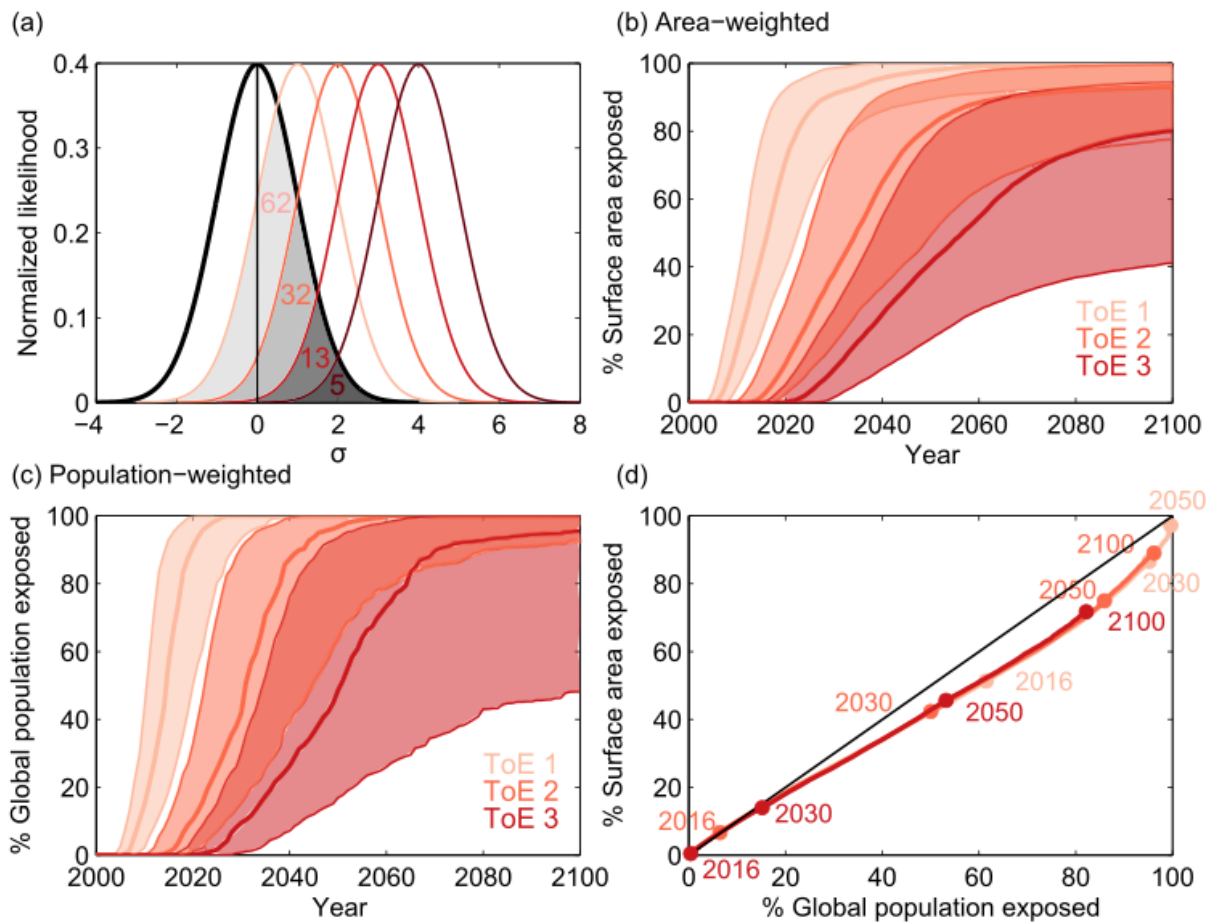 (a)
Normalized likelihood
0.4
0.3
0.2
0.1
0
62
32
13
5
−4 −2 0 2 4 6 8
σ
(b) Area−weighted
% Surface area exposed
100
80
60
40
20
0
ToE 1
ToE 2
ToE 3
2000 2020 2040 2060 2080 2100
Year
(c) Population−weighted
% Global population exposed
100
80
60
40
20
0
ToE 1
ToE 2
ToE 3
2000 2020 2040 2060 2080 2100
Year
(d)
% Surface area exposed
100
80
60
40
20
0
2050
2100
2030
2050
2100
2016
2030
2050
2016
2030
2016
0 20 40 60 80 100
% Global population exposed